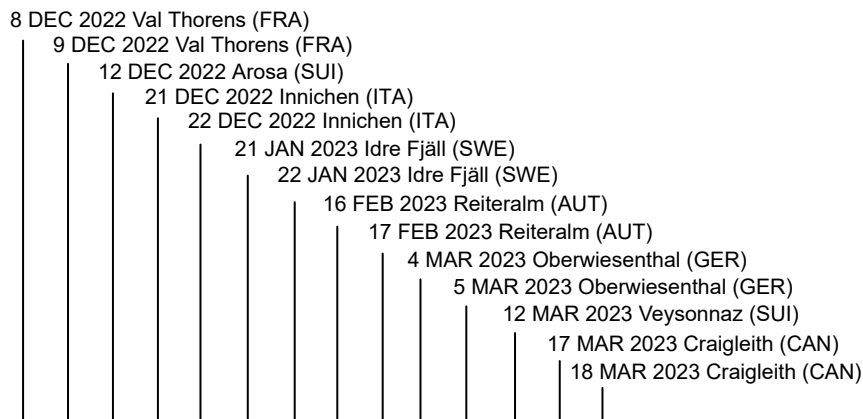 8 DEC 2022 Val Thorens (FRA)
9 DEC 2022 Val Thorens (FRA)
12 DEC 2022 Arosa (SUI)
21 DEC 2022 Innichen (ITA)
22 DEC 2022 Innichen (ITA)
21 JAN 2023 Idre Fjäll (SWE)
22 JAN 2023 Idre Fjäll (SWE)
16 FEB 2023 Reiteralm (AUT)
17 FEB 2023 Reiteralm (AUT)
4 MAR 2023 Oberwiesenthal (GER)
5 MAR 2023 Oberwiesenthal (GER)
12 MAR 2023 Veysonnaz (SUI)
17 MAR 2023 Craigleith (CAN)
18 MAR 2023 Craigleith (CAN)